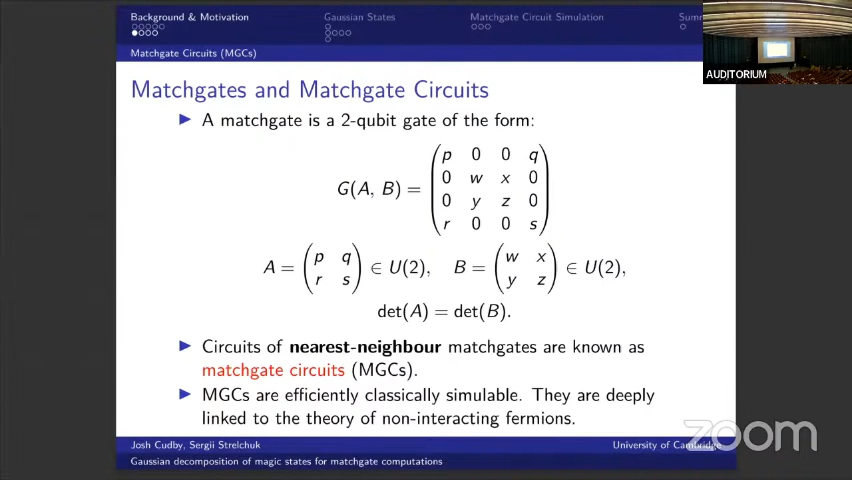 Background & Motivation Gaussian States Matchgate Circuit Simulation Summ
Matchgate Circuits (MGCs)
AUDITORIUM
Matchgates and Matchgate Circuits
A matchgate is a 2-qubit gate of the form:
G(A, B) =
p 0 0 q
0 w x 0
0 y z 0
r 0 0 s
A = (p q; r s) ∈ U(2), B = (w x; y z) ∈ U(2),
det(A) = det(B).
Circuits of nearest-neighbour matchgates are known as
matchgate circuits (MGCs).
MGCs are efficiently classically simulable. They are deeply
linked to the theory of non-interacting fermions.
zoom
Josh Cudby, Sergii Strelchuk University of Cambridge
Gaussian decomposition of magic states for matchgate computations